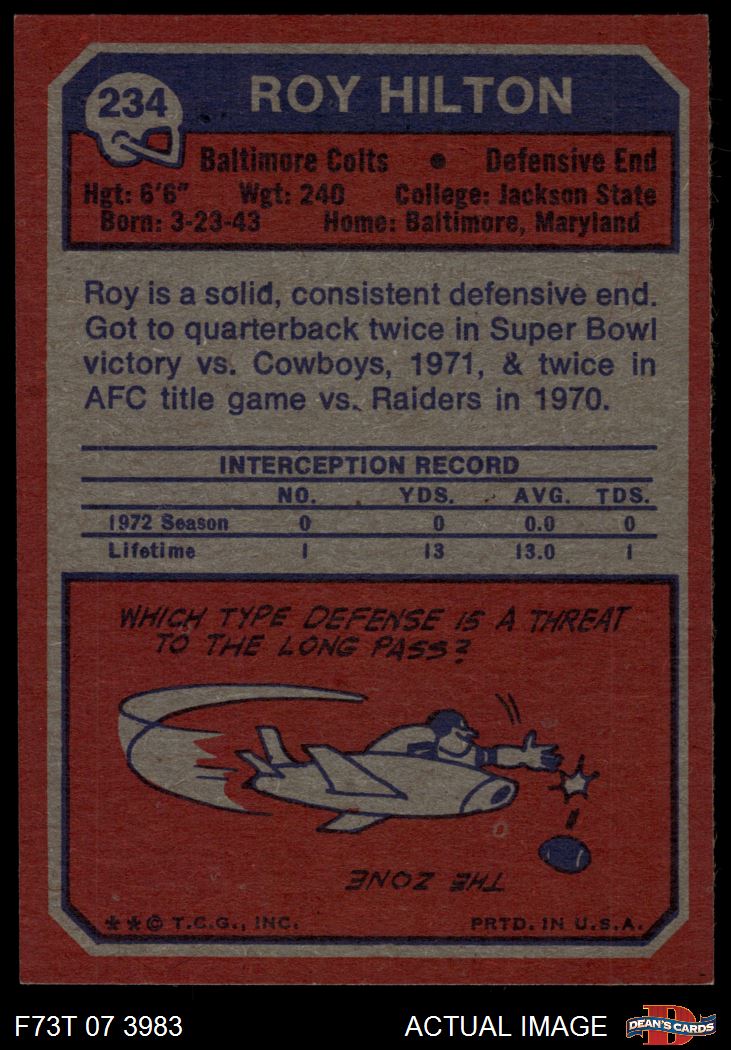 234
ROY HILTON
Baltimore Colts • Defensive End
Hgt: 6'6" Wgt: 240 College: Jackson State
Born: 3-23-43 Home: Baltimore, Maryland
Roy is a solid, consistent defensive end.
Got to quarterback twice in Super Bowl
victory vs. Cowboys, 1971, & twice in
AFC title game vs. Raiders in 1970.
INTERCEPTION RECORD
NO. YDS. AVG. TDS.
1972 Season 0 0 0.0 0
Lifetime 1 13 13.0 1
WHICH TYPE DEFENSE IS A THREAT
TO THE LONG PASS?
THE ZONE
**© T.C.G., INC. PRTD. IN U.S.A.
F73T 07 3983 ACTUAL IMAGE
D
DEAN'S CARDS